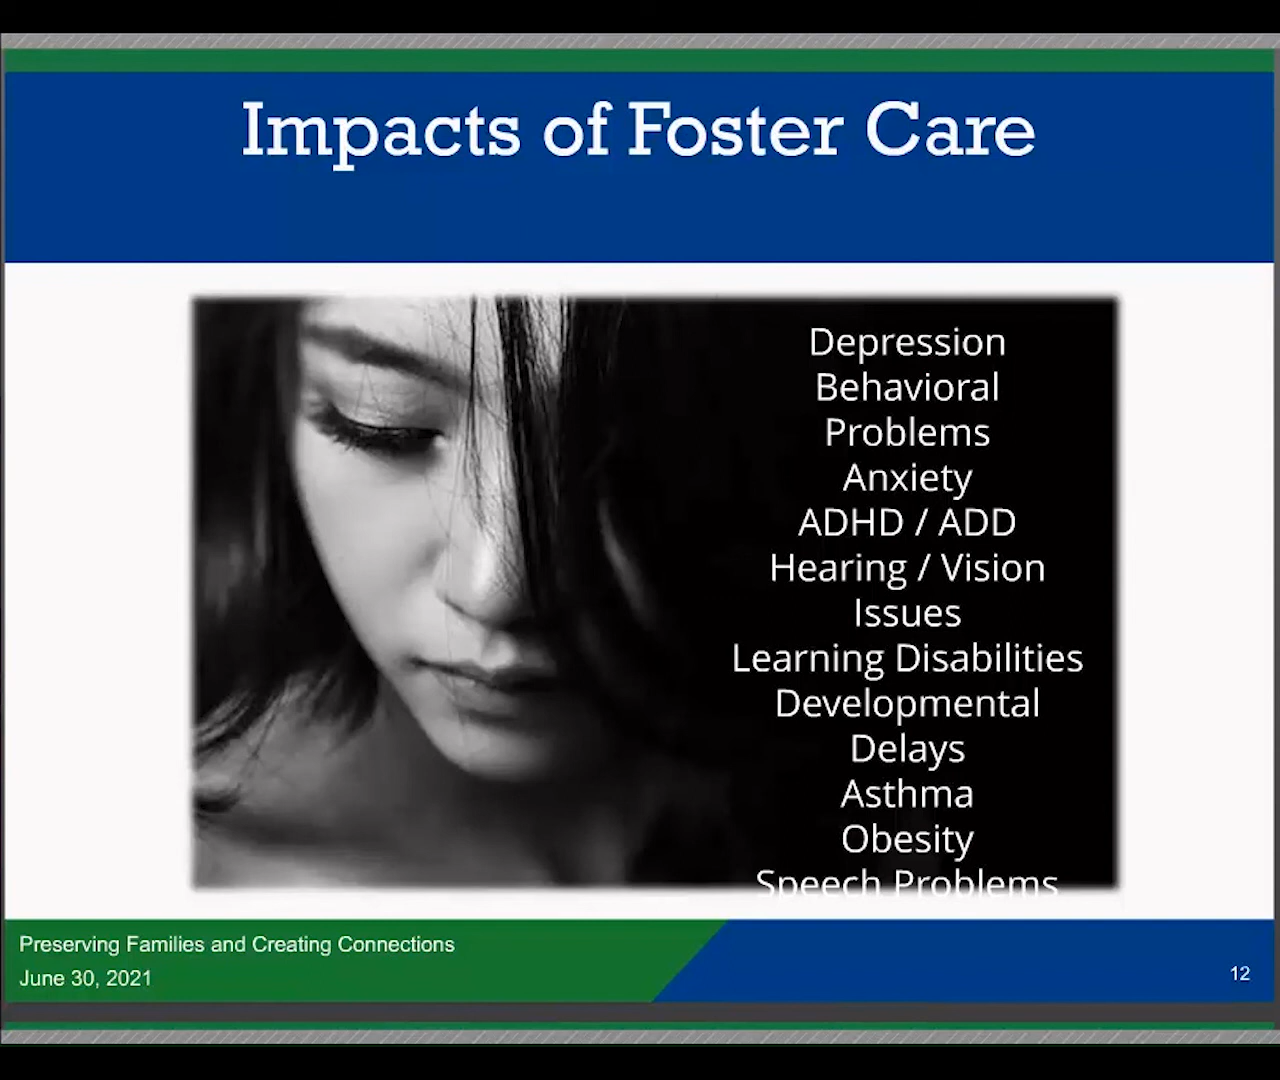 Impacts of Foster Care
Depression
Behavioral
Problems
Anxiety
ADHD / ADD
Hearing / Vision
Issues
Learning Disabilities
Developmental
Delays
Asthma
Obesity
Speech Problems
Preserving Families and Creating Connections
June 30, 2021
12